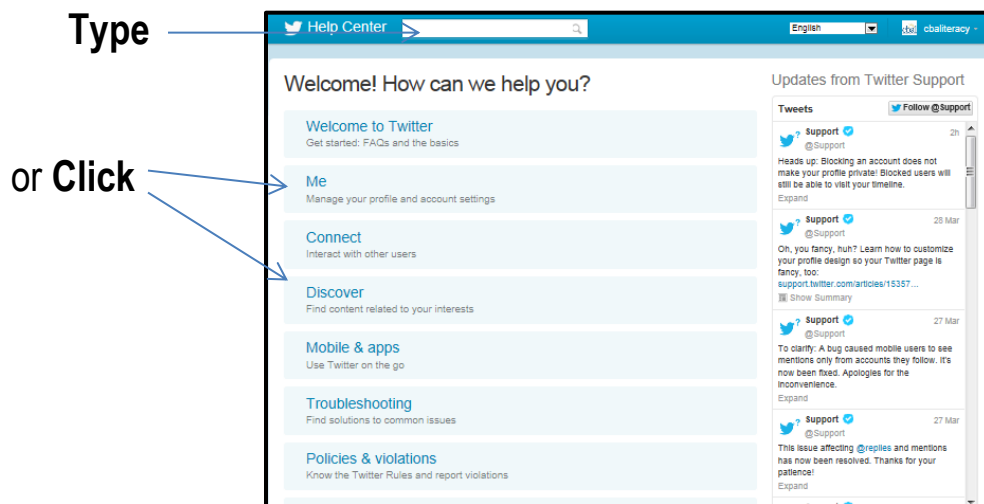 Type
or Click
Help Center
English
cbaliteracy
Welcome! How can we help you?
Welcome to Twitter
Get started: FAQs and the basics
Me
Manage your profile and account settings
Connect
Interact with other users
Discover
Find content related to your interests
Mobile & apps
Use Twitter on the go
Troubleshooting
Find solutions to common issues
Policies & violations
Know the Twitter Rules and report violations
Updates from Twitter Support
Tweets
Follow @Support
Support
2h
@Support
Heads up: Blocking an account does not
make your profile private! Blocked users will
still be able to visit your timeline.
Expand
Support
28 Mar
@Support
Oh, you fancy, huh? Learn how to customize
your profile design so your Twitter page is
fancy, too:
support.twitter.com/articles/15357...
Show Summary
Support
27 Mar
@Support
To clarify: A bug caused mobile users to see
mentions only from accounts they follow. It's
now been fixed. Apologies for the
inconvenience.
Expand
Support
27 Mar
@Support
This issue affecting @replies and mentions
has now been resolved. Thanks for your
patience!
Expand